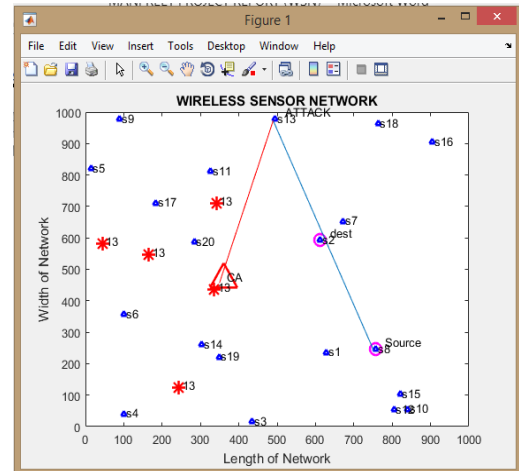 MANPREET PROJECT REPORT (WSN) - Microsoft Word
Figure 1
File Edit View Insert Tools Desktop Window Help
WIRELESS SENSOR NETWORK
Width of Network
1000
900
800
700
600
500
400
300
200
100
0
s9
s13
ATTACK
s18
s16
s5
s11
s17
13
s7
13
s20
dest
s2
13
CA
13
s6
s14
s19
s1
Source
s8
13
s15
s4
s3
s12
s10
0 100 200 300 400 500 600 700 800 900 1000
Length of Network